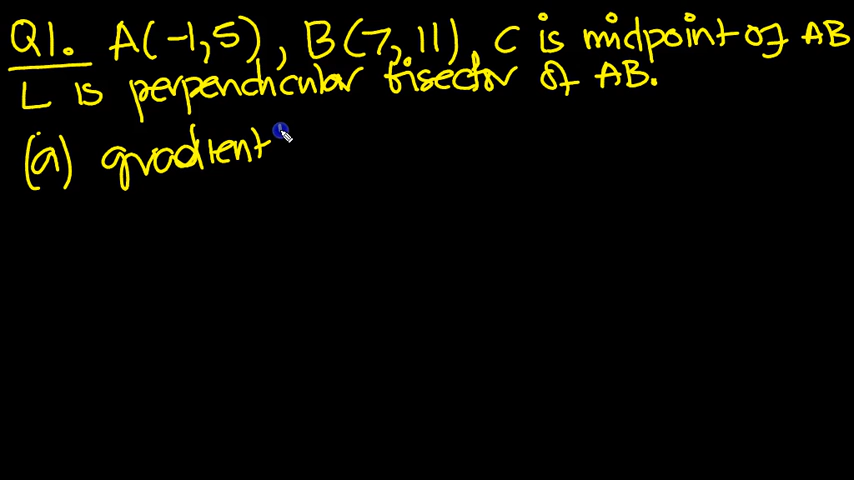 Q1. A(-1,5), B(7,11), C is midpoint of AB
L is perpendicular bisector of AB.
(a) gradient